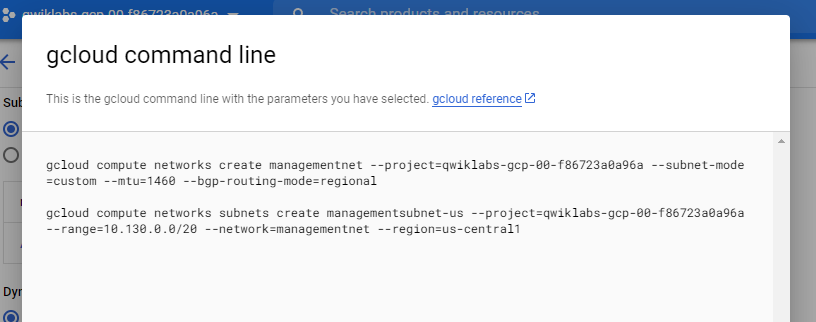 qwiklabs-gcp-00-f86723a0a96a
Search products and resources
gcloud command line
This is the gcloud command line with the parameters you have selected. gcloud reference
Sub
gcloud compute networks create managementnet --project=qwiklabs-gcp-00-f86723a0a96a --subnet-mode
=custom --mtu=1460 --bgp-routing-mode=regional
gcloud compute networks subnets create managementsubnet-us --project=qwiklabs-gcp-00-f86723a0a96a
--range=10.130.0.0/20 --network=managementnet --region=us-central1
Dyn